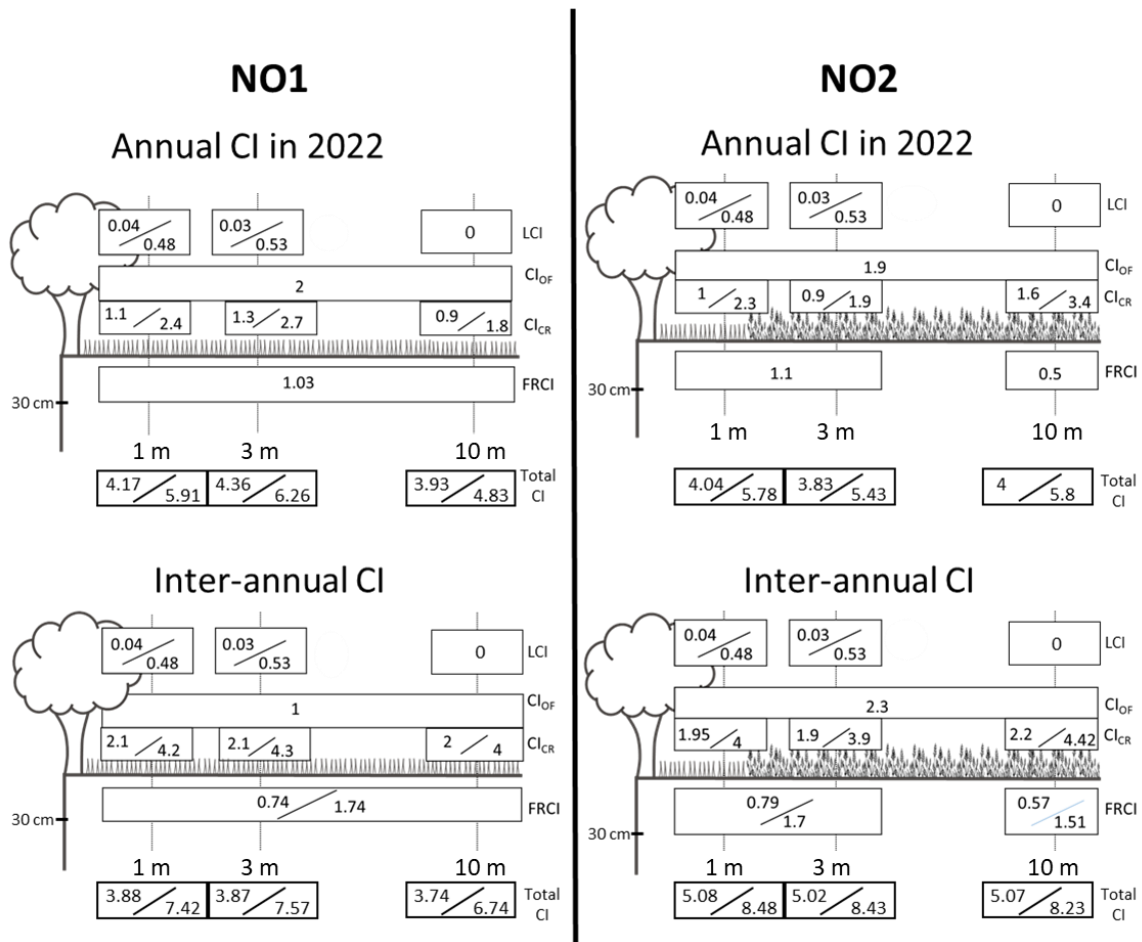 NO1
Annual CI in 2022
0.04 / 0.48
0.03 / 0.53
0
LCI
2
CI_OF
1.1 / 2.4
1.3 / 2.7
0.9 / 1.8
CI_CR
1.03
FRCI
30 cm
1 m
3 m
10 m
4.17 / 5.91
4.36 / 6.26
3.93 / 4.83
Total
CI
Inter-annual CI
0.04 / 0.48
0.03 / 0.53
0
LCI
1
CI_OF
2.1 / 4.2
2.1 / 4.3
2 / 4
CI_CR
0.74 / 1.74
FRCI
30 cm
1 m
3 m
10 m
3.88 / 7.42
3.87 / 7.57
3.74 / 6.74
Total
CI
NO2
Annual CI in 2022
0.04 / 0.48
0.03 / 0.53
0
LCI
1.9
CI_OF
1 / 2.3
0.9 / 1.9
1.6 / 3.4
CI_CR
1.1
0.5
FRCI
30 cm
1 m
3 m
10 m
4.04 / 5.78
3.83 / 5.43
4 / 5.8
Total
CI
Inter-annual CI
0.04 / 0.48
0.03 / 0.53
0
LCI
2.3
CI_OF
1.95 / 4
1.9 / 3.9
2.2 / 4.42
CI_CR
0.79 / 1.7
0.57 / 1.51
FRCI
30 cm
1 m
3 m
10 m
5.08 / 8.48
5.02 / 8.43
5.07 / 8.23
Total
CI